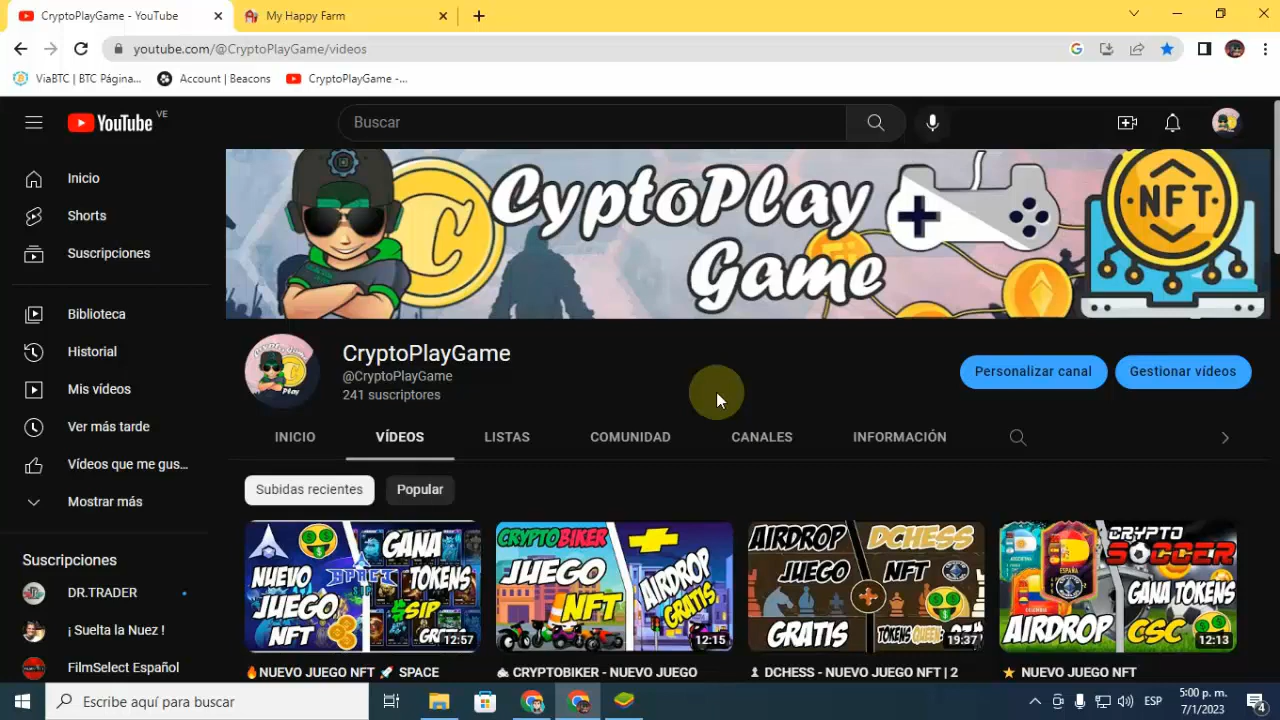 CryptoPlayGame - YouTube
My Happy Farm
youtube.com/@CryptoPlayGame/videos
ViaBTC | BTC Página...
Account | Beacons
CryptoPlayGame -...
YouTube VE
Buscar
Inicio
Shorts
Suscripciones
Biblioteca
Historial
Mis vídeos
Ver más tarde
Vídeos que me gus...
Mostrar más
Suscripciones
DR.TRADER
¡ Suelta la Nuez !
FilmSelect Español
C
CyptoPlay
Game
NFT
CryptoPlayGame
@CryptoPlayGame
241 suscriptores
Personalizar canal
Gestionar vídeos
INICIO
VÍDEOS
LISTAS
COMUNIDAD
CANALES
INFORMACIÓN
Subidas recientes
Popular
NUEVO
JUEGO
NFT
GANA
TOKENS
SIP
12:57
CRYPTOBIKER
JUEGO
NFT
AIRDROP
GRATIS
12:15
AIRDROP
DCHESS
JUEGO
NFT
GRATIS
TOKENS
19:37
ESPAÑA
AIRDROP
CRYPTO
SOCCER
GANA TOKENS
CSC
12:13
NUEVO JUEGO NFT SPACE
CRYPTOBIKER - NUEVO JUEGO
DCHESS - NUEVO JUEGO NFT | 2
NUEVO JUEGO NFT
Escribe aquí para buscar
ESP
5:00 p. m.
7/1/2023
4